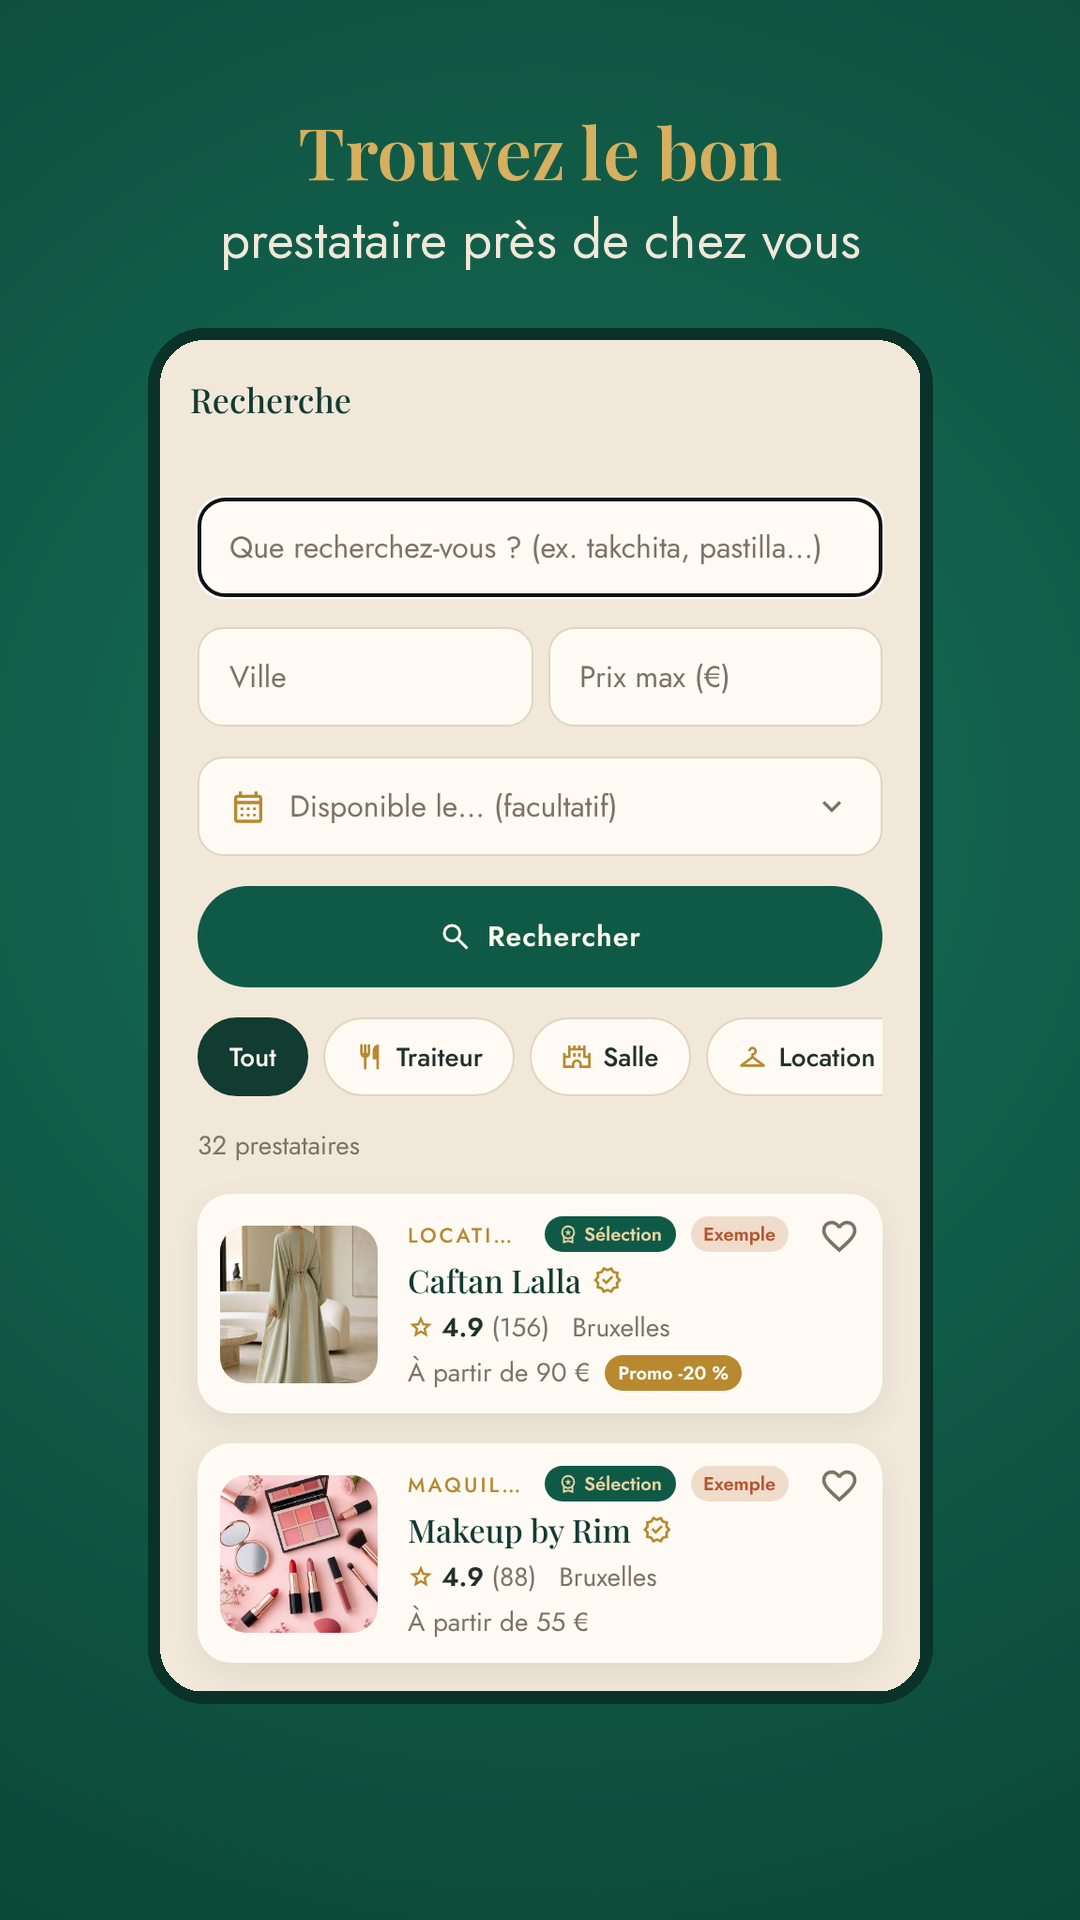 Trouvez le bon
prestataire près de chez vous
Recherche
Que recherchez-vous ? (ex. takchita, pastilla...)
Ville
Prix max (€)
Disponible le... (facultatif)
Rechercher
Tout
Traiteur
Salle
Location
32 prestataires
LOCATI...
Sélection
Exemple
Caftan Lalla
4.9 (156) Bruxelles
À partir de 90 €
Promo -20 %
MAQUIL...
Sélection
Exemple
Makeup by Rim
4.9 (88) Bruxelles
À partir de 55 €